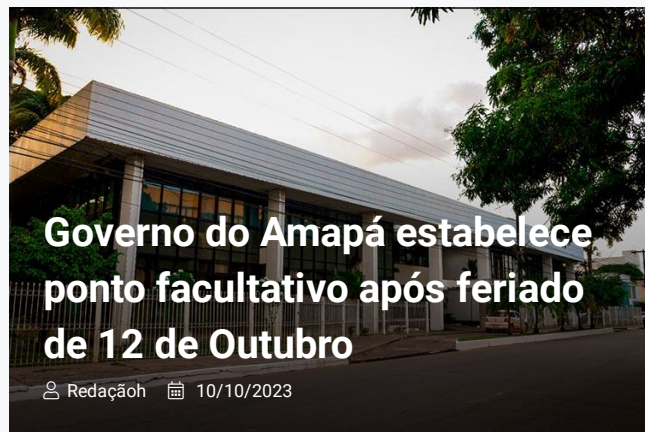 Governo do Amapá estabelece
ponto facultativo após feriado
de 12 de Outubro
Redaçãoh 10/10/2023